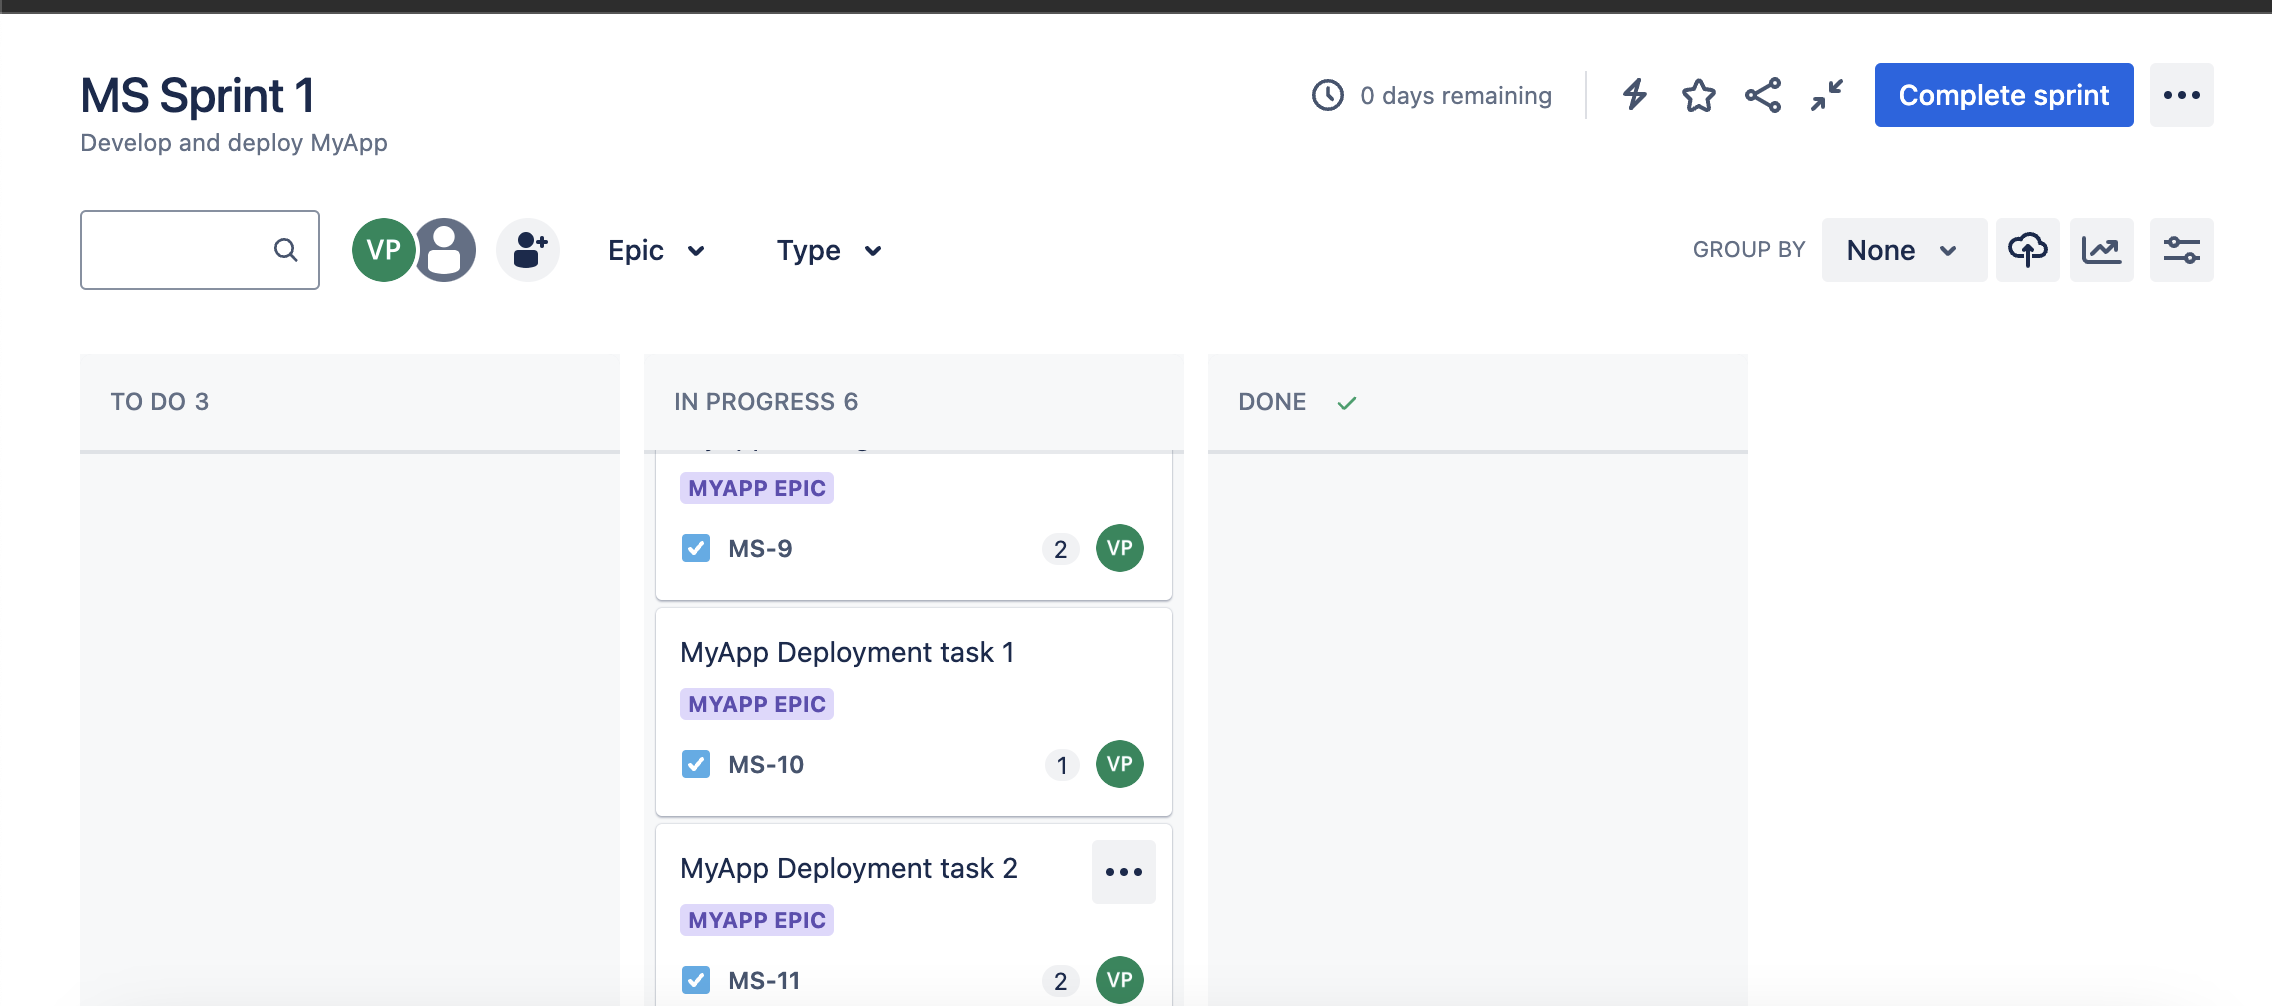 MS Sprint 1
Develop and deploy MyApp
0 days remaining
Complete sprint
VP
Epic
Type
GROUP BY
None
TO DO 3
IN PROGRESS 6
DONE
MYAPP EPIC
MS-9
2
VP
MyApp Deployment task 1
MYAPP EPIC
MS-10
1
VP
MyApp Deployment task 2
MYAPP EPIC
MS-11
2
VP